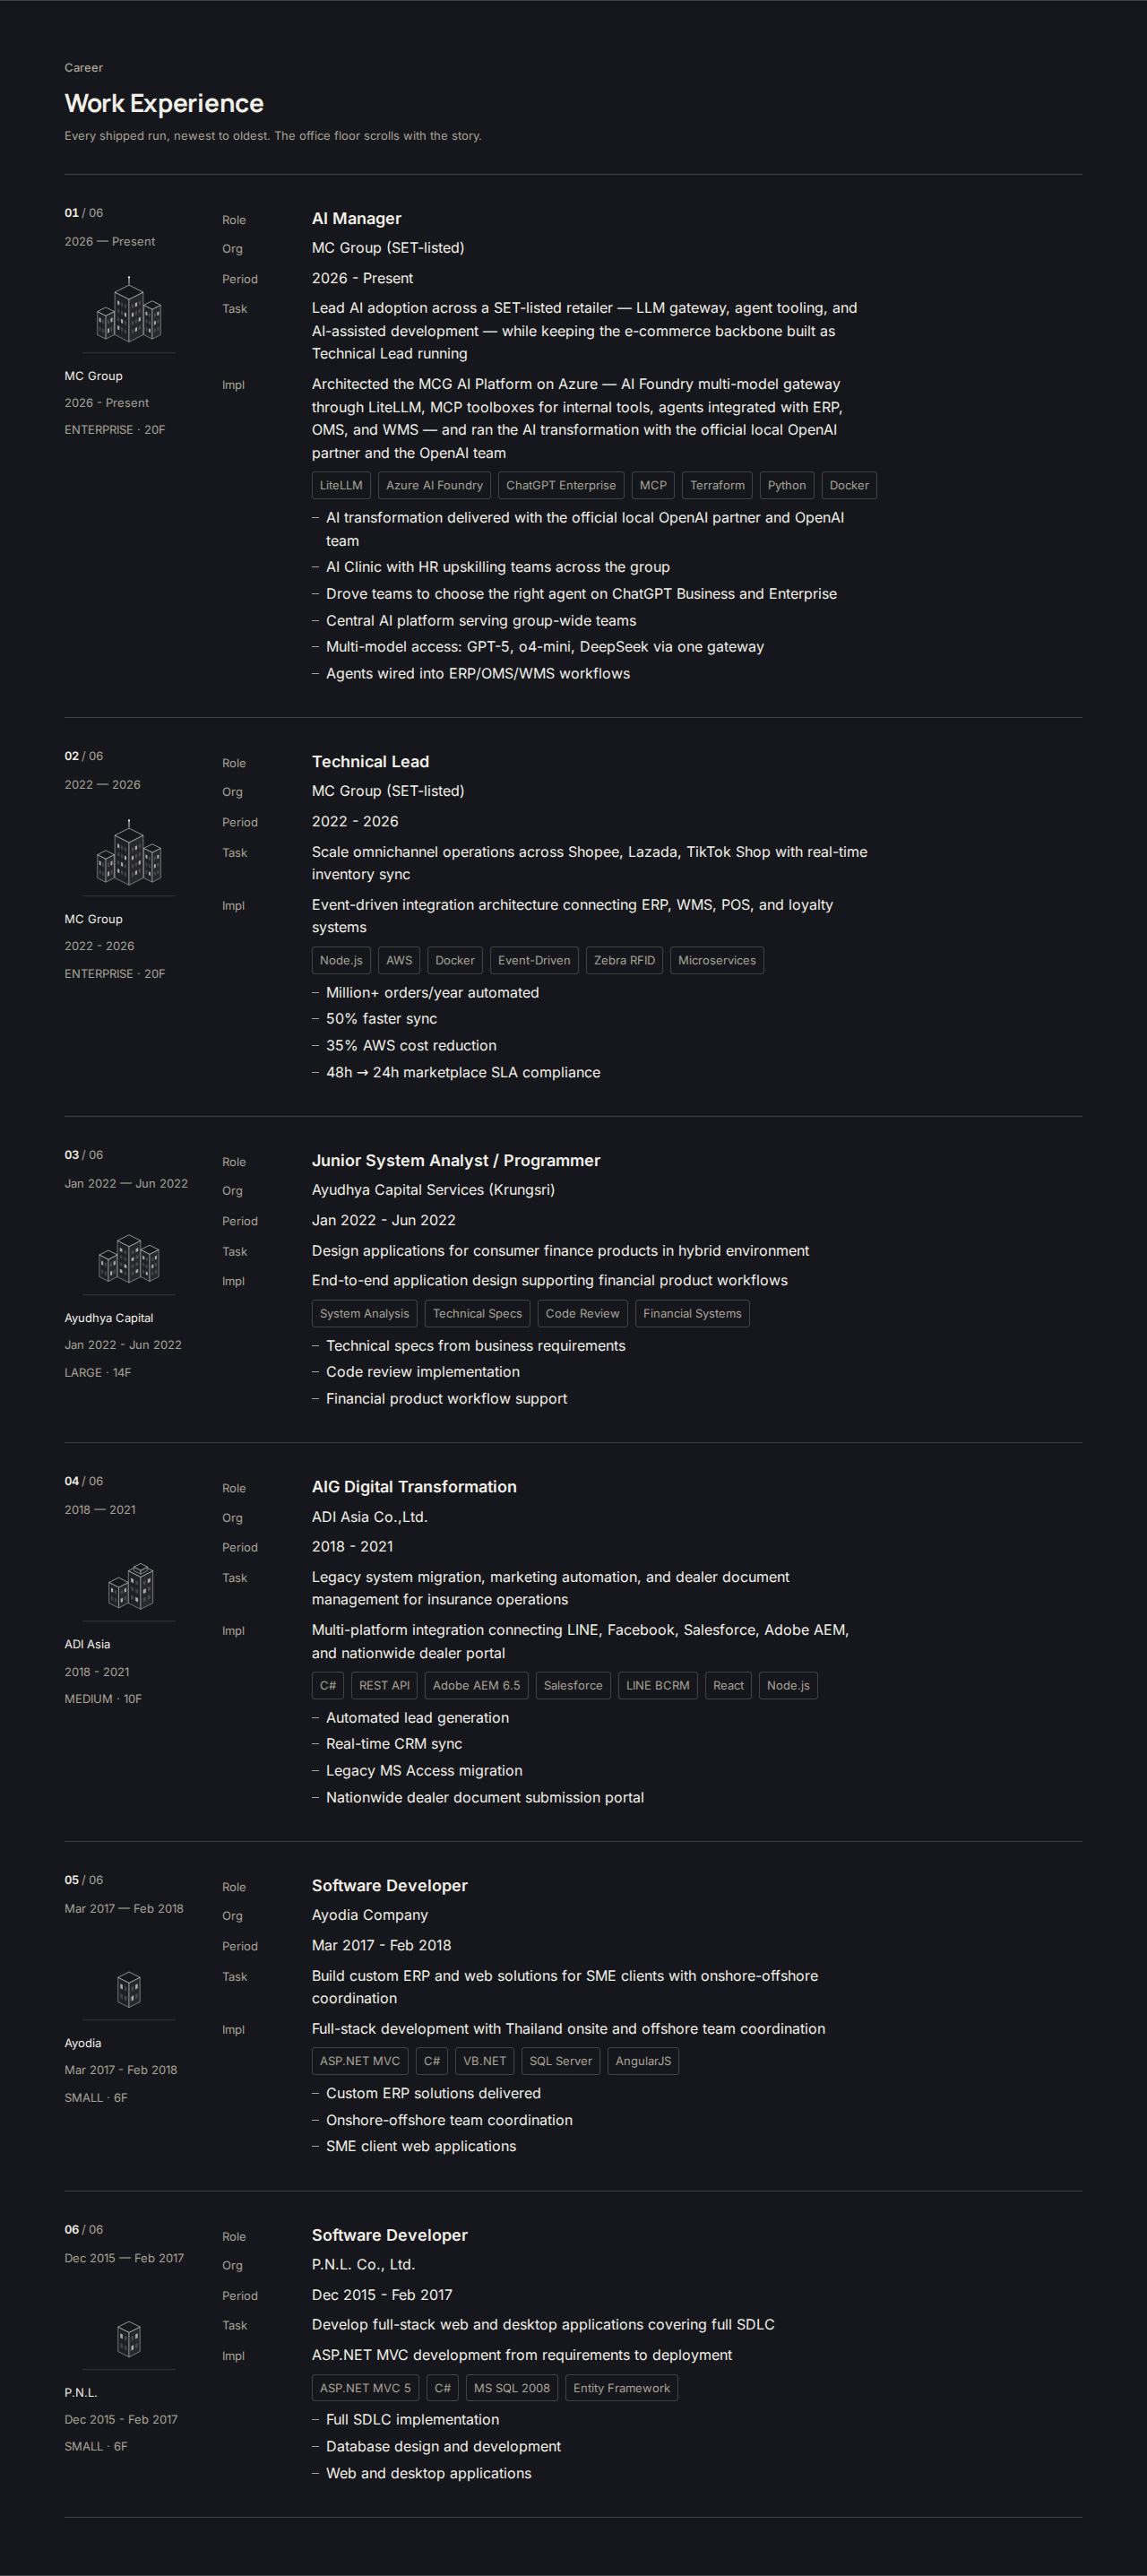 Career
Work Experience
Every shipped run, newest to oldest. The office floor scrolls with the story.
01 / 06
2026 — Present
MC Group
2026 - Present
ENTERPRISE · 20F
Role
AI Manager
Org
MC Group (SET-listed)
Period
2026 - Present
Task
Lead AI adoption across a SET-listed retailer — LLM gateway, agent tooling, and
AI-assisted development — while keeping the e-commerce backbone built as
Technical Lead running
Impl
Architected the MCG AI Platform on Azure — AI Foundry multi-model gateway
through LiteLLM, MCP toolboxes for internal tools, agents integrated with ERP,
OMS, and WMS — and ran the AI transformation with the official local OpenAI
partner and the OpenAI team
LiteLLM Azure AI Foundry ChatGPT Enterprise MCP Terraform Python Docker
– AI transformation delivered with the official local OpenAI partner and OpenAI
team
– AI Clinic with HR upskilling teams across the group
– Drove teams to choose the right agent on ChatGPT Business and Enterprise
– Central AI platform serving group-wide teams
– Multi-model access: GPT-5, o4-mini, DeepSeek via one gateway
– Agents wired into ERP/OMS/WMS workflows
02 / 06
2022 — 2026
MC Group
2022 - 2026
ENTERPRISE · 20F
Role
Technical Lead
Org
MC Group (SET-listed)
Period
2022 - 2026
Task
Scale omnichannel operations across Shopee, Lazada, TikTok Shop with real-time
inventory sync
Impl
Event-driven integration architecture connecting ERP, WMS, POS, and loyalty
systems
Node.js AWS Docker Event-Driven Zebra RFID Microservices
– Million+ orders/year automated
– 50% faster sync
– 35% AWS cost reduction
– 48h → 24h marketplace SLA compliance
03 / 06
Jan 2022 — Jun 2022
Ayudhya Capital
Jan 2022 - Jun 2022
LARGE · 14F
Role
Junior System Analyst / Programmer
Org
Ayudhya Capital Services (Krungsri)
Period
Jan 2022 - Jun 2022
Task
Design applications for consumer finance products in hybrid environment
Impl
End-to-end application design supporting financial product workflows
System Analysis Technical Specs Code Review Financial Systems
– Technical specs from business requirements
– Code review implementation
– Financial product workflow support
04 / 06
2018 — 2021
ADI Asia
2018 - 2021
MEDIUM · 10F
Role
AIG Digital Transformation
Org
ADI Asia Co.,Ltd.
Period
2018 - 2021
Task
Legacy system migration, marketing automation, and dealer document
management for insurance operations
Impl
Multi-platform integration connecting LINE, Facebook, Salesforce, Adobe AEM,
and nationwide dealer portal
C# REST API Adobe AEM 6.5 Salesforce LINE BCRM React Node.js
– Automated lead generation
– Real-time CRM sync
– Legacy MS Access migration
– Nationwide dealer document submission portal
05 / 06
Mar 2017 — Feb 2018
Ayodia
Mar 2017 - Feb 2018
SMALL · 6F
Role
Software Developer
Org
Ayodia Company
Period
Mar 2017 - Feb 2018
Task
Build custom ERP and web solutions for SME clients with onshore-offshore
coordination
Impl
Full-stack development with Thailand onsite and offshore team coordination
ASP.NET MVC C# VB.NET SQL Server AngularJS
– Custom ERP solutions delivered
– Onshore-offshore team coordination
– SME client web applications
06 / 06
Dec 2015 — Feb 2017
P.N.L.
Dec 2015 - Feb 2017
SMALL · 6F
Role
Software Developer
Org
P.N.L. Co., Ltd.
Period
Dec 2015 - Feb 2017
Task
Develop full-stack web and desktop applications covering full SDLC
Impl
ASP.NET MVC development from requirements to deployment
ASP.NET MVC 5 C# MS SQL 2008 Entity Framework
– Full SDLC implementation
– Database design and development
– Web and desktop applications